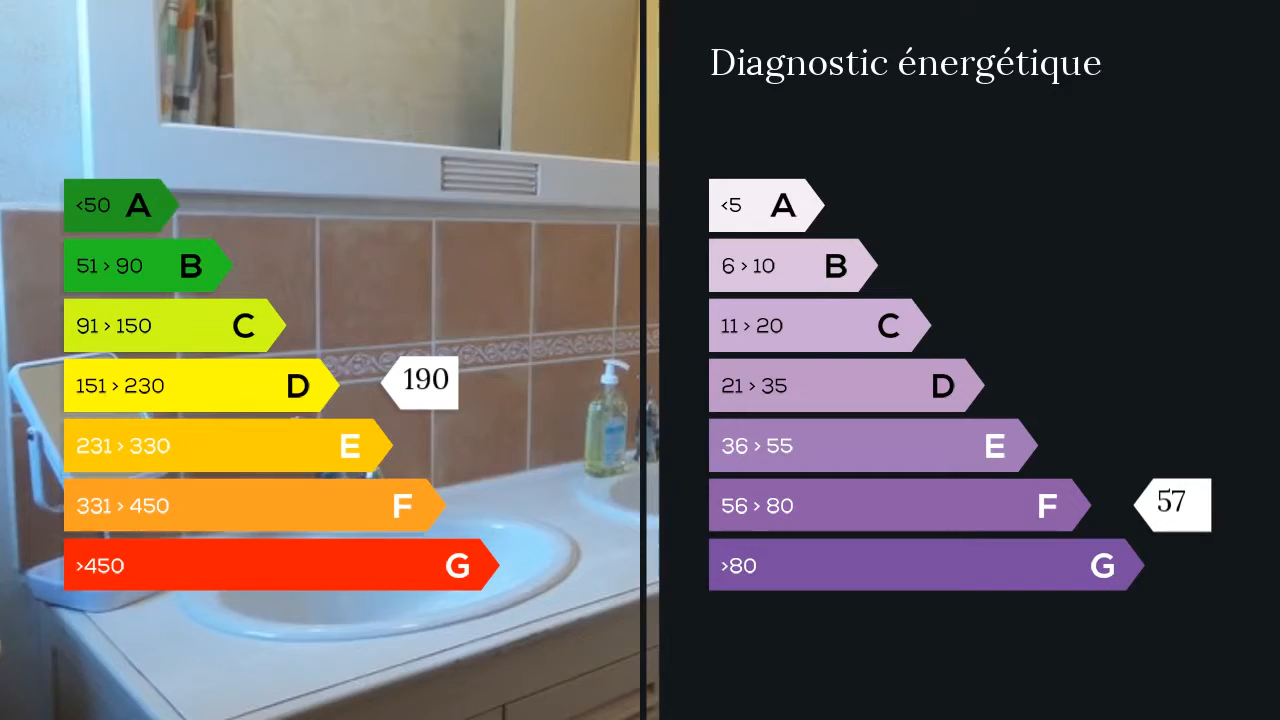 Diagnostic énergétique
<50 A
51 > 90 B
91 > 150 C
151 > 230 D
190
231 > 330 E
331 > 450 F
>450 G
<5 A
6 > 10 B
11 > 20 C
21 > 35 D
36 > 55 E
56 > 80 F
57
>80 G